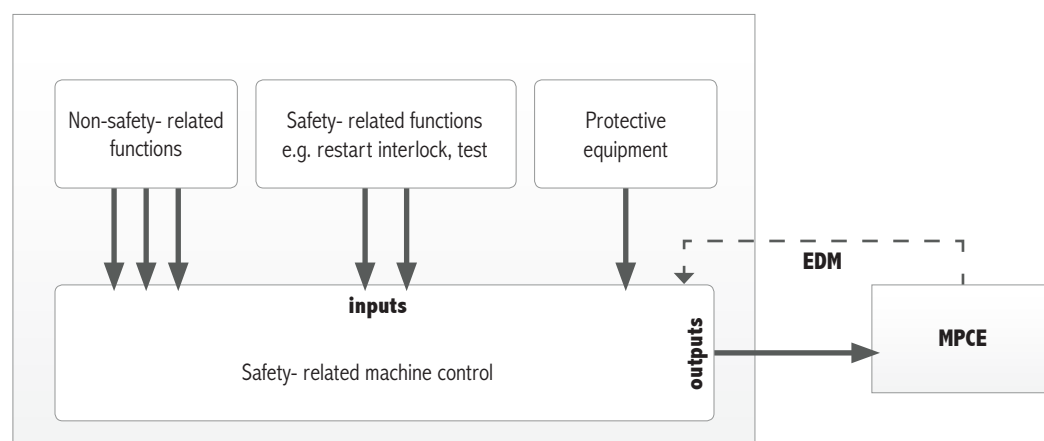 Non-safety- related
functions
Safety- related functions
e.g. restart interlock, test
Protective
equipment
EDM
inputs
outputs
MPCE
Safety- related machine control